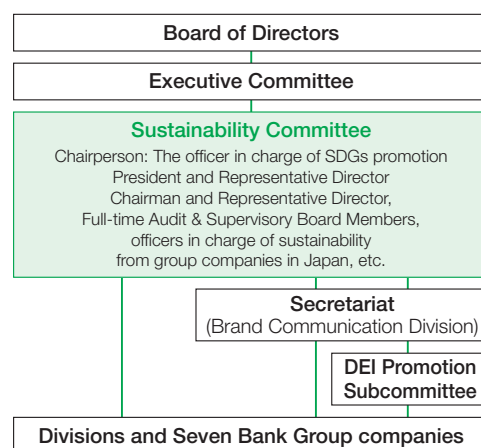 Board of Directors
Executive Committee
Sustainability Committee
Chairperson: The officer in charge of SDGs promotion
President and Representative Director
Chairman and Representative Director,
Full-time Audit & Supervisory Board Members,
officers in charge of sustainability
from group companies in Japan, etc.
Secretariat
(Brand Communication Division)
DEI Promotion
Subcommittee
Divisions and Seven Bank Group companies